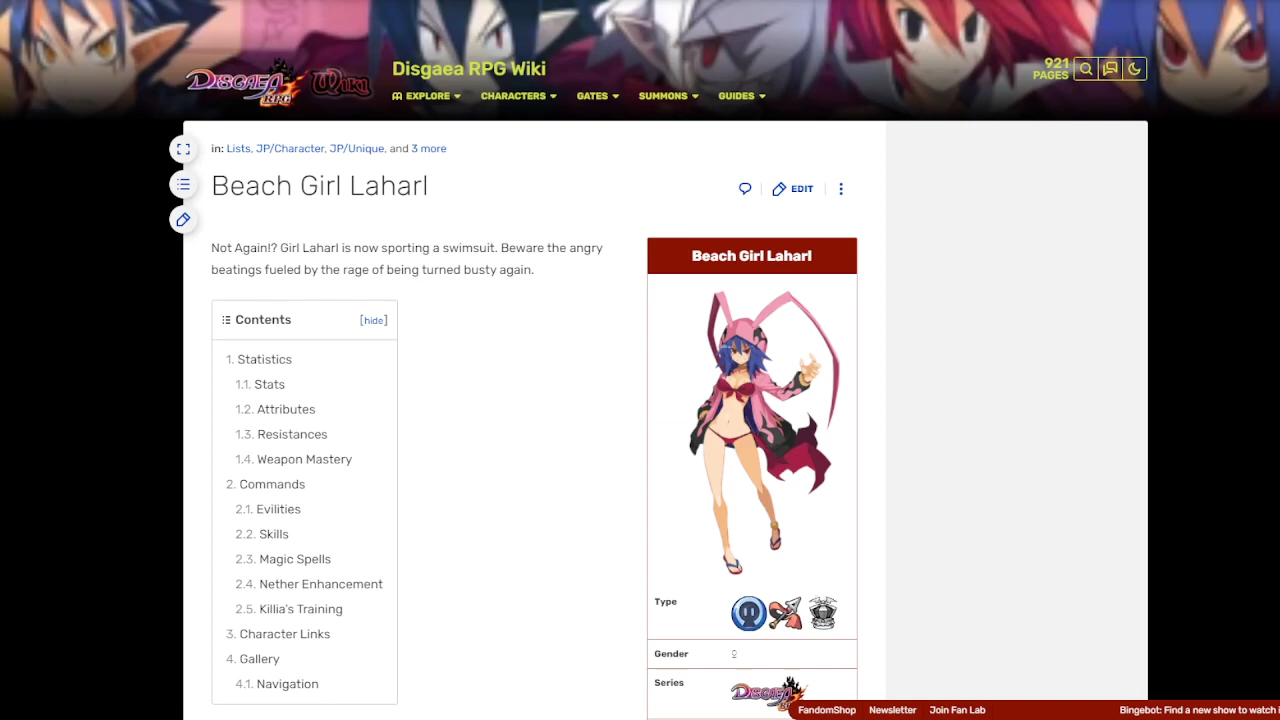 DISGAEA RPG Wiki
Disgaea RPG Wiki
EXPLORE
CHARACTERS
GATES
SUMMONS
GUIDES
921
PAGES
in: Lists, JP/Character, JP/Unique, and 3 more
Beach Girl Laharl
EDIT
Not Again!? Girl Laharl is now sporting a swimsuit. Beware the angry
beatings fueled by the rage of being turned busty again.
Contents [hide]
1. Statistics
1.1. Stats
1.2. Attributes
1.3. Resistances
1.4. Weapon Mastery
2. Commands
2.1. Evilities
2.2. Skills
2.3. Magic Spells
2.4. Nether Enhancement
2.5. Killia's Training
3. Character Links
4. Gallery
4.1. Navigation
Beach Girl Laharl
Type
Gender ♀
Series
DISGAEA RPG
FandomShop
Newsletter
Join Fan Lab
Bingebot: Find a new show to watch i